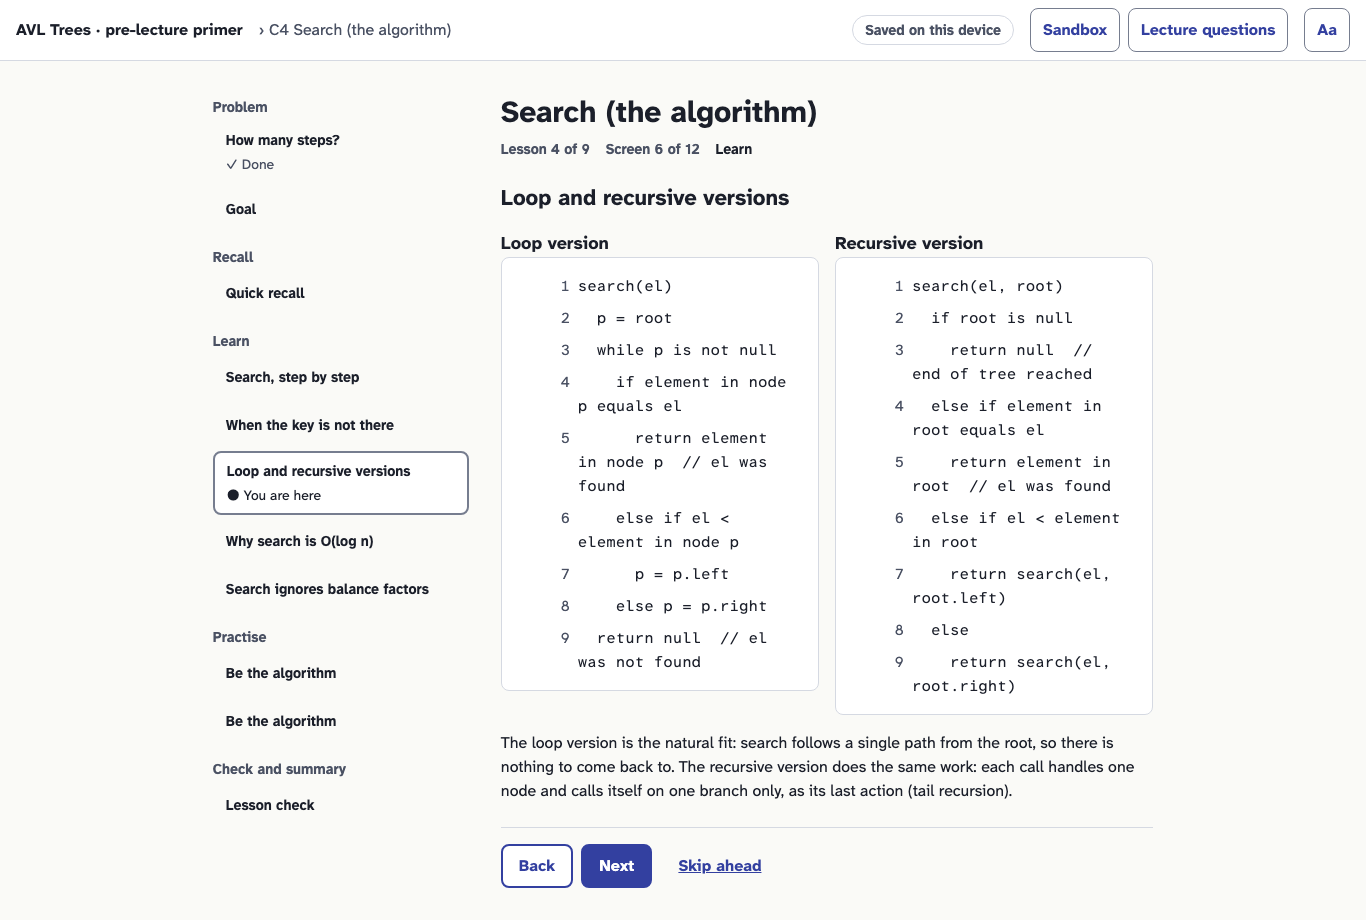 AVL Trees · pre-lecture primer › C4 Search (the algorithm)
Saved on this device
Sandbox
Lecture questions
Aa
Problem
How many steps?
✓ Done
Goal
Recall
Quick recall
Learn
Search, step by step
When the key is not there
Loop and recursive versions
● You are here
Why search is O(log n)
Search ignores balance factors
Practise
Be the algorithm
Be the algorithm
Check and summary
Lesson check
Search (the algorithm)
Lesson 4 of 9 Screen 6 of 12 Learn
Loop and recursive versions
Loop version
1 search(el)
2   p = root
3   while p is not null
4     if element in node
p equals el
5       return element
in node p  // el was
found
6     else if el <
element in node p
7       p = p.left
8     else p = p.right
9   return null  // el
was not found
Recursive version
1 search(el, root)
2   if root is null
3     return null  //
end of tree reached
4   else if element in
root equals el
5     return element in
root  // el was found
6   else if el < element
in root
7     return search(el,
root.left)
8   else
9     return search(el,
root.right)
The loop version is the natural fit: search follows a single path from the root, so there is
nothing to come back to. The recursive version does the same work: each call handles one
node and calls itself on one branch only, as its last action (tail recursion).
Back
Next
Skip ahead